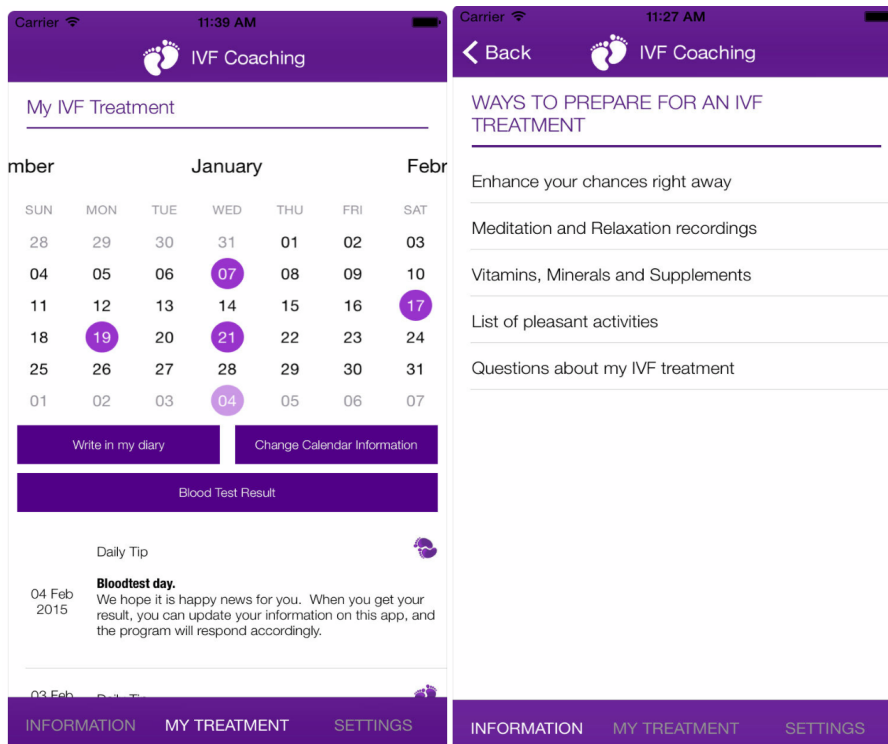 Carrier 11:39 AM
IVF Coaching
My IVF Treatment
mber January Febr
SUN MON TUE WED THU FRI SAT
28 29 30 31 01 02 03
04 05 06 07 08 09 10
11 12 13 14 15 16 17
18 19 20 21 22 23 24
25 26 27 28 29 30 31
01 02 03 04 05 06 07
Write in my diary Change Calendar Information
Blood Test Result
Daily Tip
04 Feb
2015
Bloodtest day.
We hope it is happy news for you. When you get your
result, you can update your information on this app, and
the program will respond accordingly.
03 Feb Daily Tip
INFORMATION MY TREATMENT SETTINGS
Carrier 11:27 AM
Back IVF Coaching
WAYS TO PREPARE FOR AN IVF
TREATMENT
Enhance your chances right away
Meditation and Relaxation recordings
Vitamins, Minerals and Supplements
List of pleasant activities
Questions about my IVF treatment
INFORMATION MY TREATMENT SETTINGS